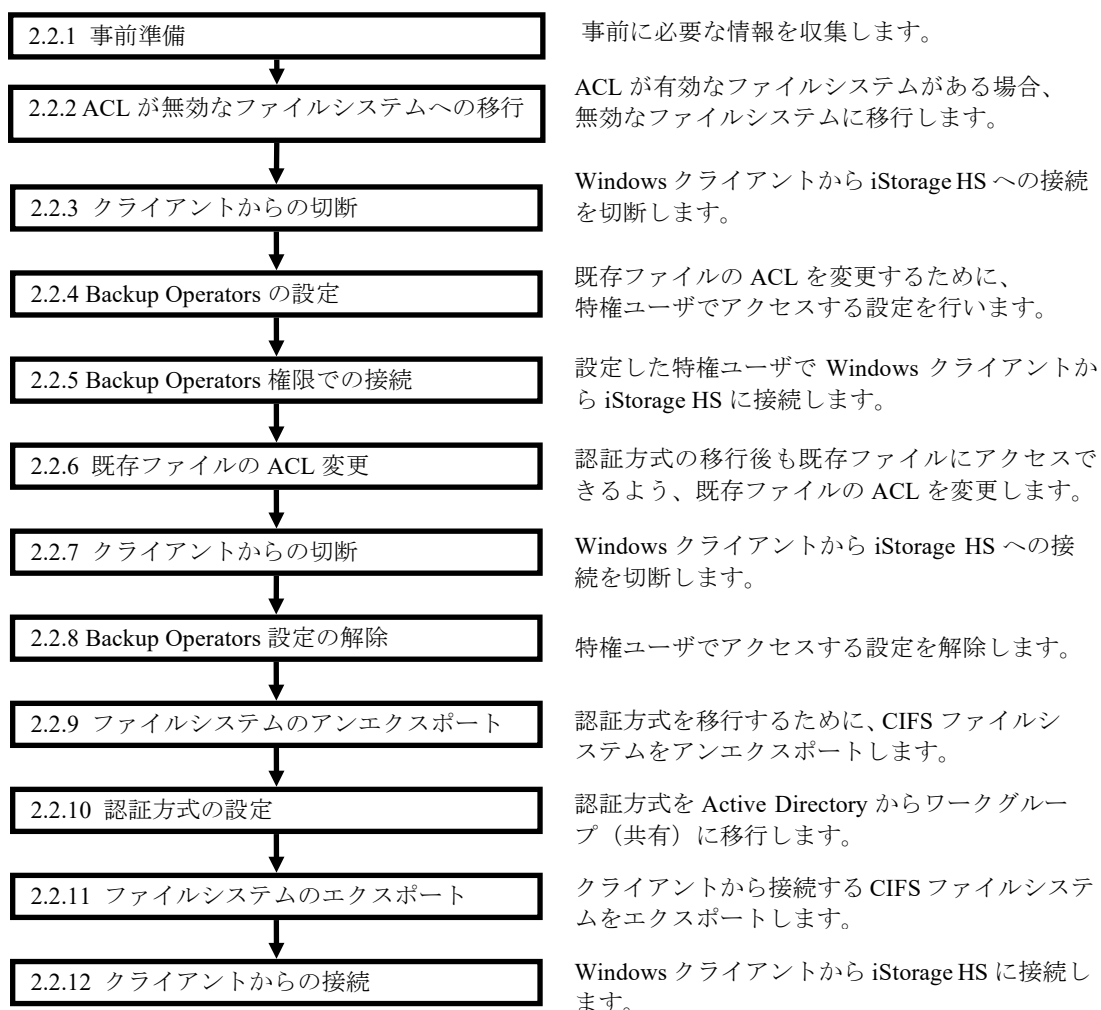 2.2.1 事前準備
事前に必要な情報を収集します。
2.2.2 ACL が無効なファイルシステムへの移行
ACL が有効なファイルシステムがある場合、
無効なファイルシステムに移行します。
2.2.3 クライアントからの切断
Windows クライアントから iStorage HS への接続
を切断します。
2.2.4 Backup Operators の設定
既存ファイルの ACL を変更するために、
特権ユーザでアクセスする設定を行います。
2.2.5 Backup Operators 権限での接続
設定した特権ユーザで Windows クライアントか
ら iStorage HS に接続します。
2.2.6 既存ファイルの ACL 変更
認証方式の移行後も既存ファイルにアクセスで
きるよう、既存ファイルの ACL を変更します。
2.2.7 クライアントからの切断
Windows クライアントから iStorage HS への接
続を切断します。
2.2.8 Backup Operators 設定の解除
特権ユーザでアクセスする設定を解除します。
2.2.9 ファイルシステムのアンエクスポート
認証方式を移行するために、CIFS ファイルシ
ステムをアンエクスポートします。
2.2.10 認証方式の設定
認証方式を Active Directory からワークグルー
プ（共有）に移行します。
2.2.11 ファイルシステムのエクスポート
クライアントから接続する CIFS ファイルシステ
ムをエクスポートします。
2.2.12 クライアントからの接続
Windows クライアントから iStorage HS に接続し
ます。